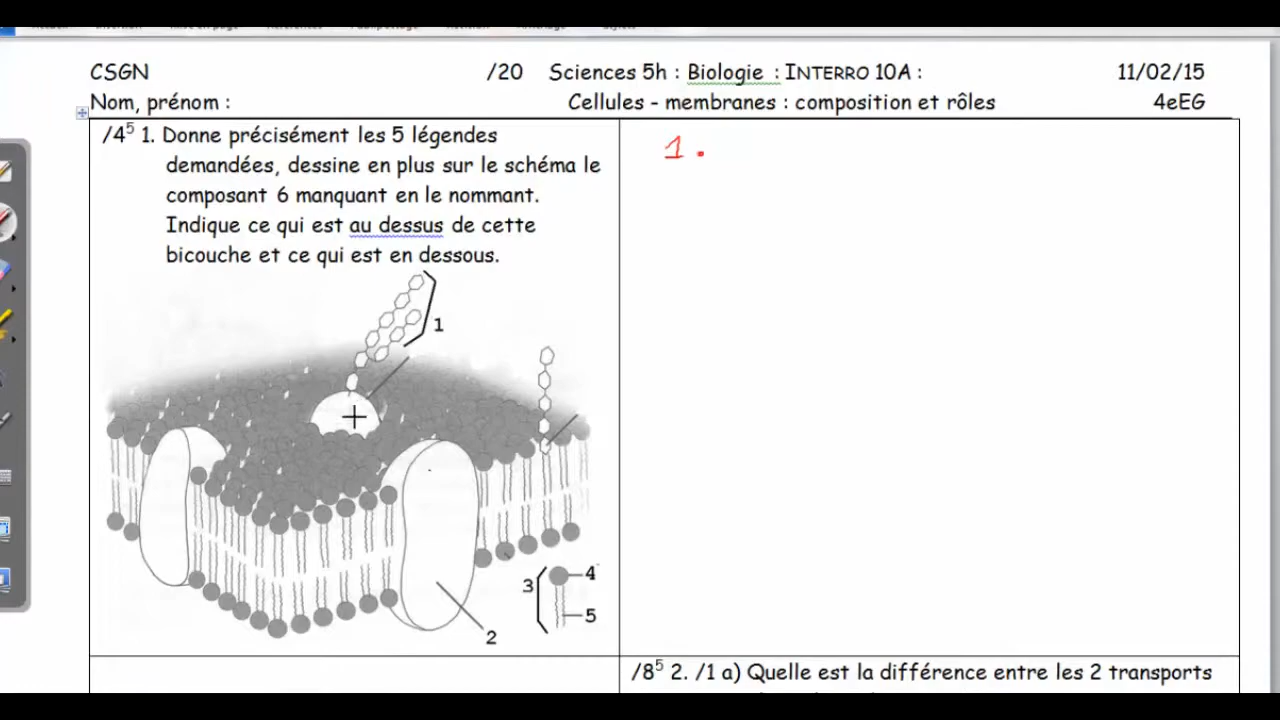 CSGN /20 Sciences 5h : Biologie : INTERRO 10A : 11/02/15
Nom, prénom : Cellules - membranes : composition et rôles 4eEG
/4⁵ 1. Donne précisément les 5 légendes
demandées, dessine en plus sur le schéma le
composant 6 manquant en le nommant.
Indique ce qui est au dessus de cette
bicouche et ce qui est en dessous.
1
2
3
4
5
1.
/8⁵ 2. /1 a) Quelle est la différence entre les 2 transports